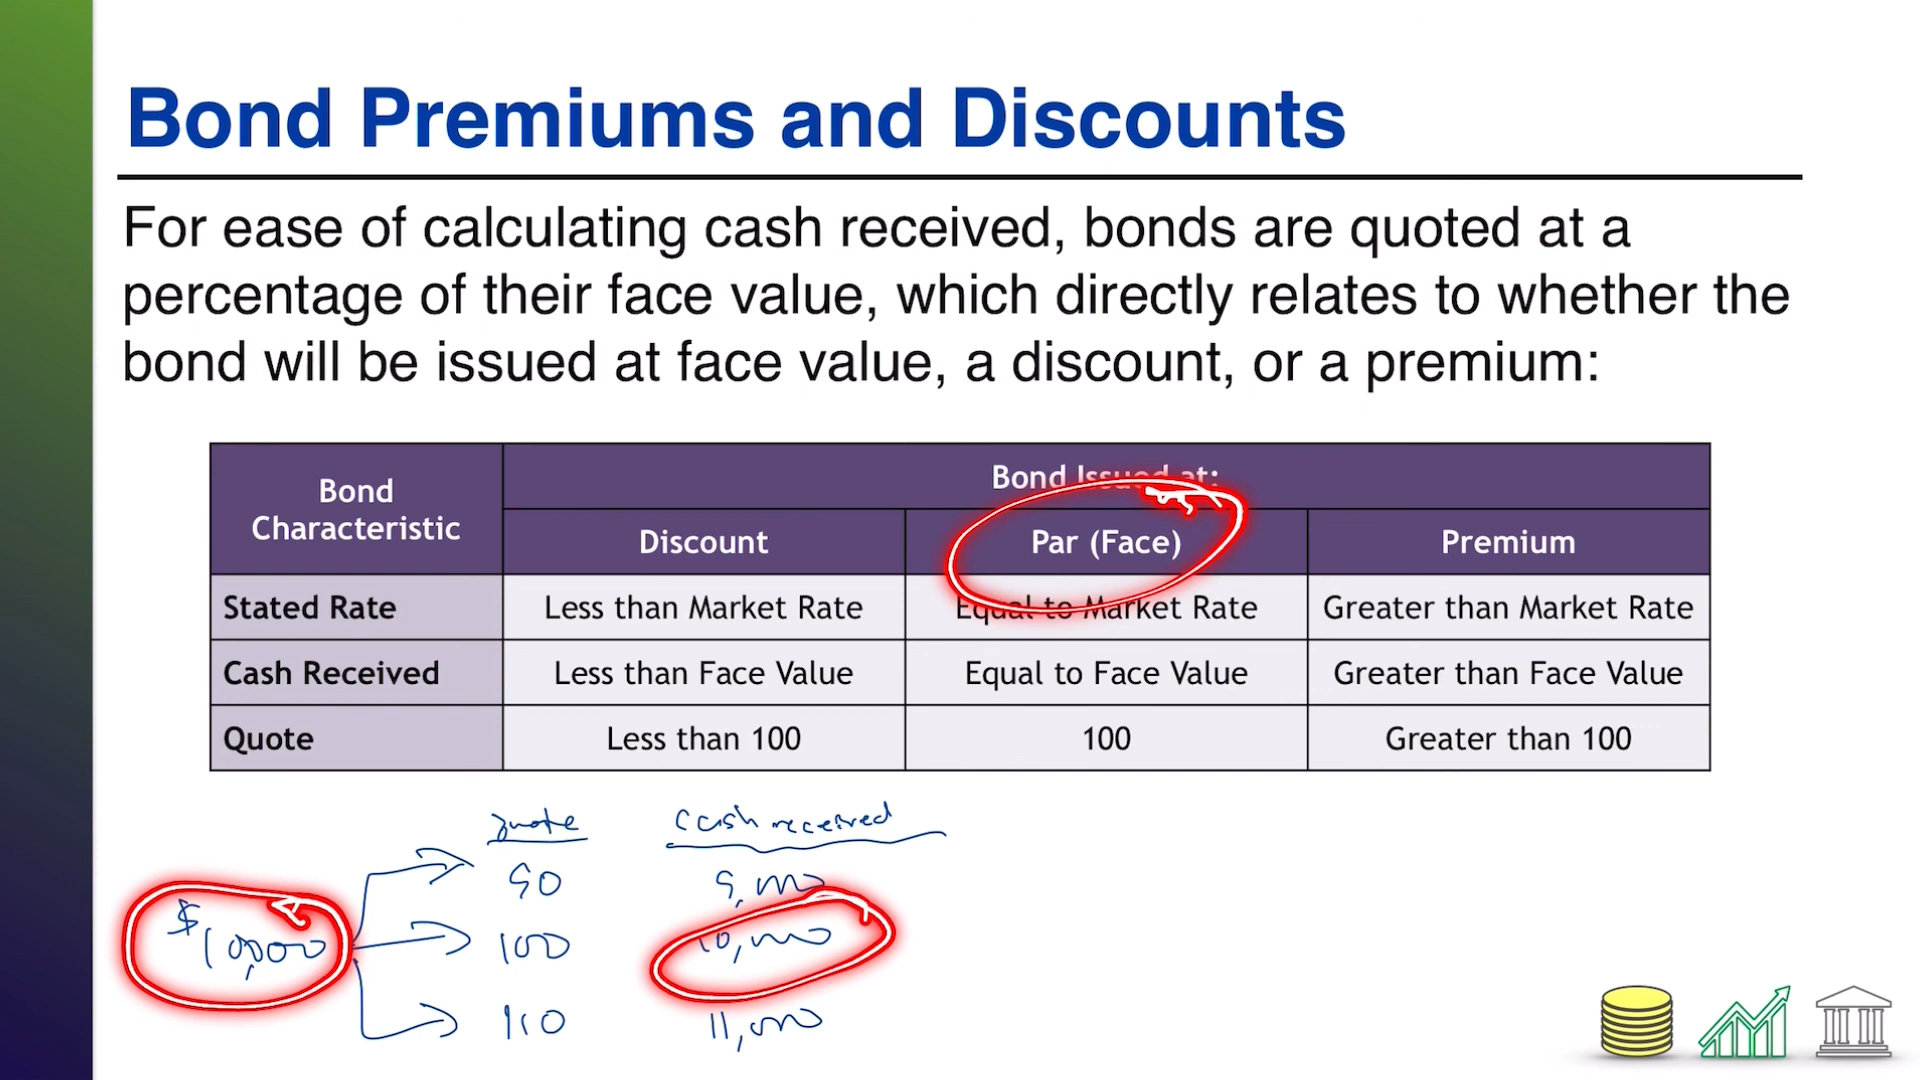 Bond Premiums and Discounts
For ease of calculating cash received, bonds are quoted at a
percentage of their face value, which directly relates to whether the
bond will be issued at face value, a discount, or a premium:
Bond Characteristic
Bond Issued at:
Discount Par (Face) Premium
Stated Rate Less than Market Rate Equal to Market Rate Greater than Market Rate
Cash Received Less than Face Value Equal to Face Value Greater than Face Value
Quote Less than 100 100 Greater than 100
quote cash received
90 9,000
$10,000 100 10,000
110 11,000